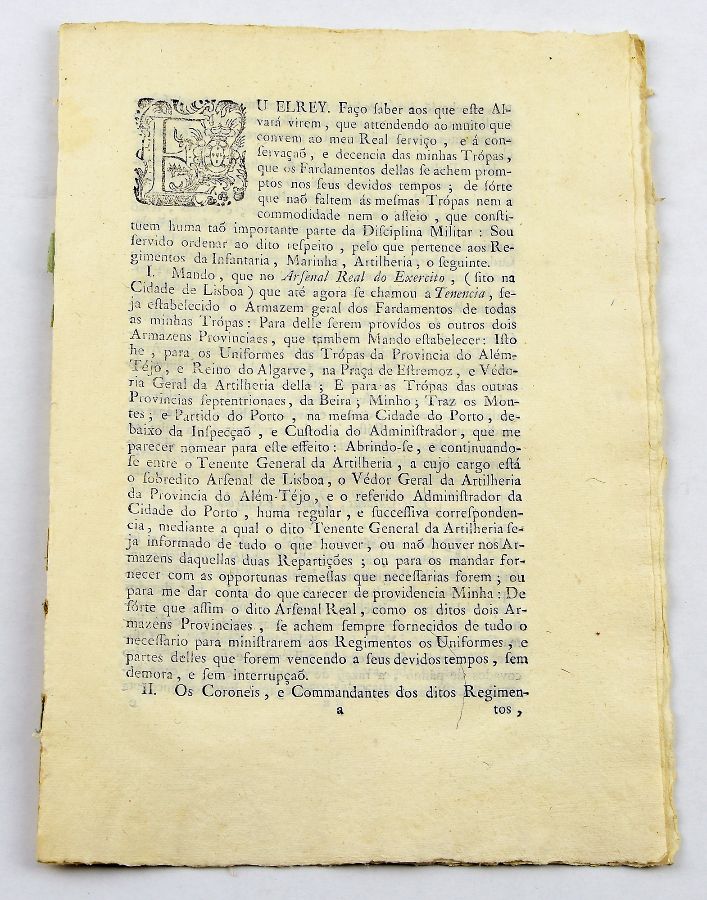 EU ELREY. Faço ſaber aos que eſte Al-
vará virem, que attendendo ao muito que
convem ao meu Real ſerviço, e á con-
ſervaçaõ, e decencia das minhas Trópas,
que os Fardamentos dellas ſe achem prom-
ptos nos ſeus devidos tempos; de ſórte
que naõ faltem ás meſmas Trópas nem a
commodidade nem o aſſeio, que conſti-
tuem huma taõ importante parte da Diſciplina Militar: Sou
ſervido ordenar ao dito reſpeito, pelo que pertence aos Re-
gimentos da Infantaria, Marinha, Artilheria, o ſeguinte.
I. Mando, que no Arſenal Real do Exercito, (ſito na
Cidade de Lisboa) que até agora ſe chamou a Tenencia, ſe-
ja eſtabelecido o Armazem geral dos Fardamentos de todas
as minhas Trópas: Para delle ſerem provídos os outros dois
Armazens Provinciaes, que tambem Mando eſtabelecer: Iſto
he, para os Uniformes das Trópas da Provincia do Além-
Téjo, e Reino do Algarve, na Praça de Eſtremoz, e Védo-
ria Geral da Artilheria della; E para as Trópas das outras
Provincias ſeptentrionaes, da Beira; Minho; Traz os Mon-
tes; e Partido do Porto, na meſma Cidade do Porto, de-
baixo da Inſpecçaõ, e Cuſtodia do Adminiſtrador, que me
parecer nomear para eſte effeito: Abrindo-ſe, e continuando-
ſe entre o Tenente General da Artilheria, a cujo cargo eſtá
o ſobredito Arſenal de Lisboa, o Védor Geral da Artilheria
da Provincia do Além-Téjo, e o referido Adminiſtrador da
Cidade do Porto, huma regular, e ſucceſſiva correſponden-
cia, mediante a qual o dito Tenente General da Artilheria ſe-
ja informado de tudo o que houver, ou naõ houver nos Ar-
mazens daquellas duas Repartições; ou para os mandar for-
necer com as opportunas remeſſas que neceſſarias forem; ou
para me dar conta do que carecer de providencia Minha: De
ſórte que aſſim o dito Arſenal Real, como os ditos dois Ar-
mazens Provinciaes, ſe achem ſempre fornecidos de tudo o
neceſſario para miniſtrarem aos Regimentos os Uniformes, e
partes delles que forem vencendo a ſeus devidos tempos, ſem
demora, e ſem interrupçaõ.
II. Os Coroneis, e Commandantes dos ditos Regimen-
a tos,